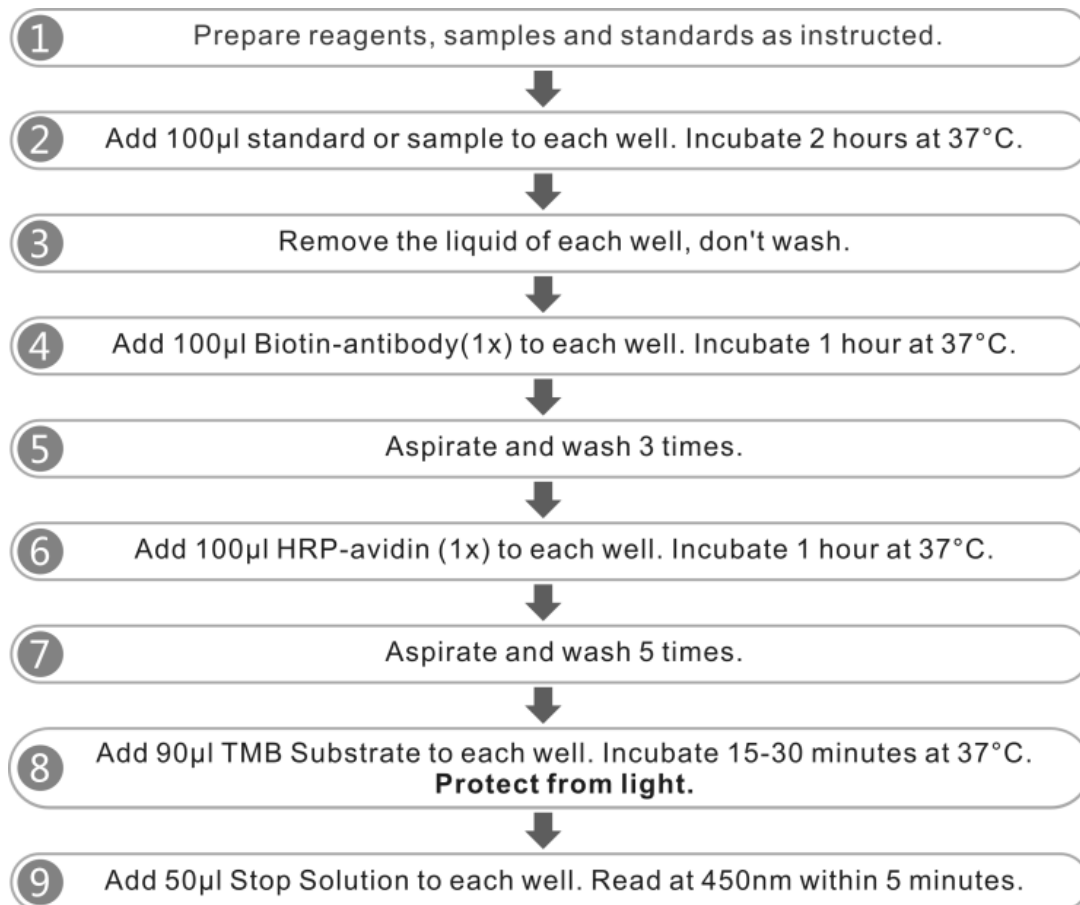 1 Prepare reagents, samples and standards as instructed.
2 Add 100µl standard or sample to each well. Incubate 2 hours at 37°C.
3 Remove the liquid of each well, don't wash.
4 Add 100µl Biotin-antibody(1x) to each well. Incubate 1 hour at 37°C.
5 Aspirate and wash 3 times.
6 Add 100µl HRP-avidin (1x) to each well. Incubate 1 hour at 37°C.
7 Aspirate and wash 5 times.
8 Add 90µl TMB Substrate to each well. Incubate 15-30 minutes at 37°C.
Protect from light.
9 Add 50µl Stop Solution to each well. Read at 450nm within 5 minutes.